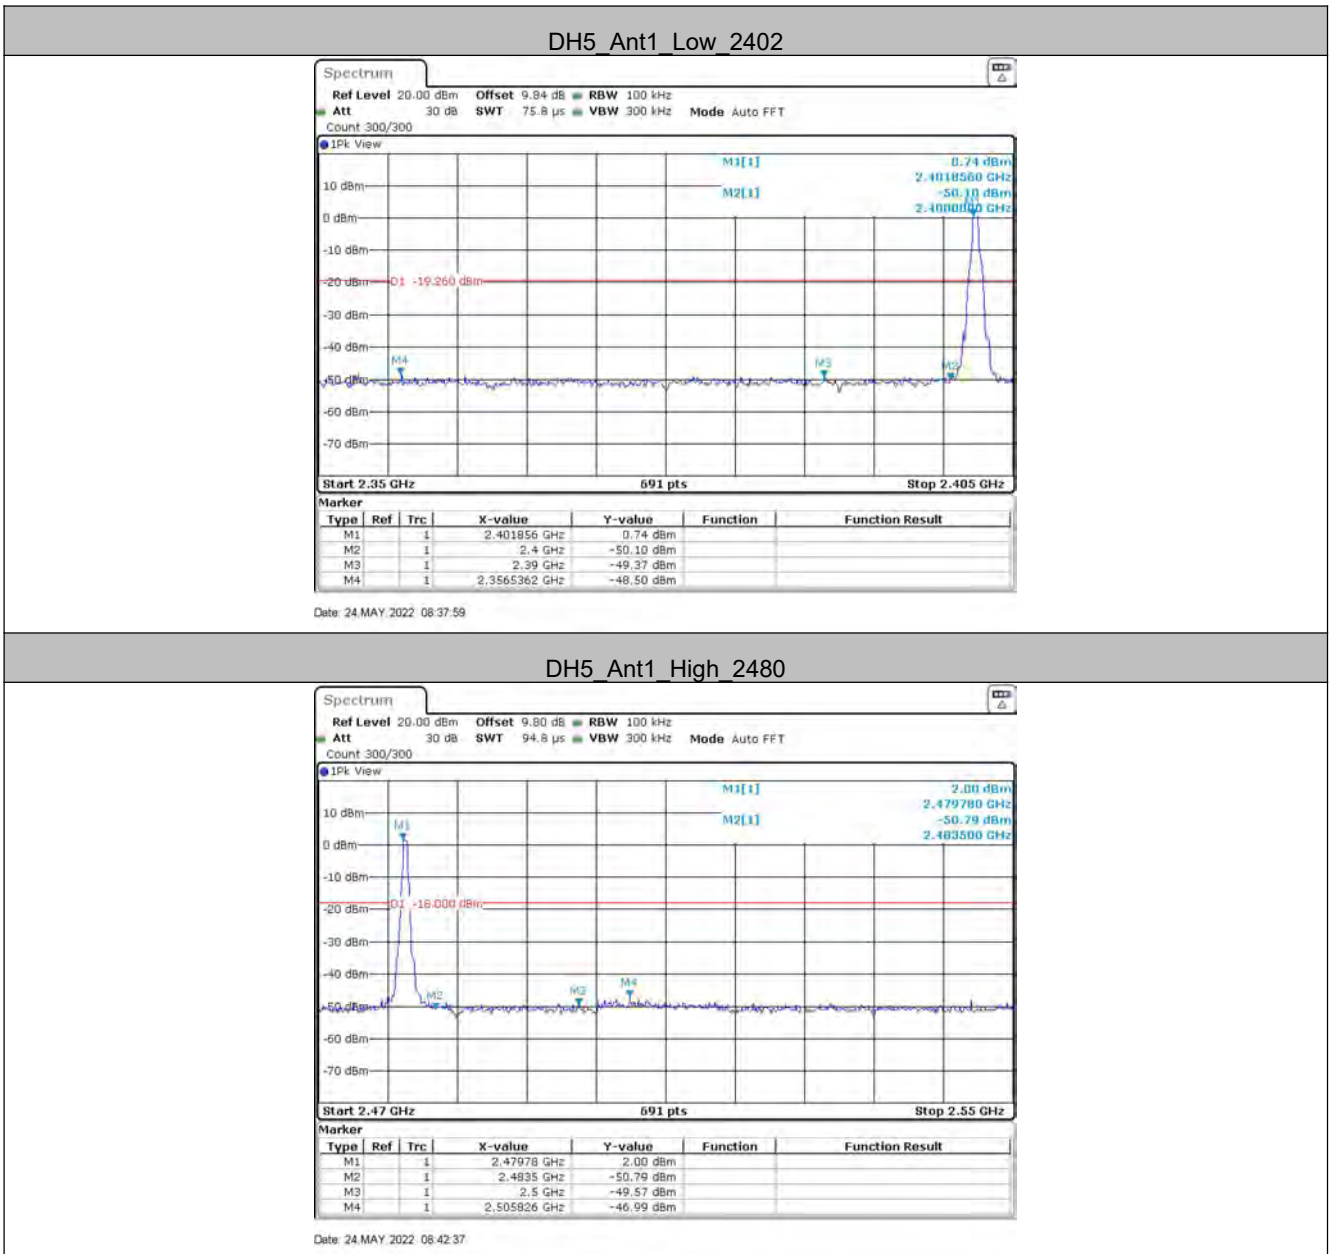 DH5_Ant1_Low_2402
Spectrum
Ref Level 20.00 dBm Offset 9.84 dB RBW 100 kHz
Att 30 dB SWT 75.8 µs VBW 300 kHz Mode Auto FFT
Count 300/300
1Pk View
M1[1] 0.74 dBm
2.4018560 GHz
10 dBm
M2[1] -50.10 dBm
2.4000000 GHz
0 dBm
-10 dBm
-20 dBm D1 -19.260 dBm
-30 dBm
-40 dBm
M4 M3 M2
-50 dBm
-60 dBm
-70 dBm
Start 2.35 GHz 691 pts Stop 2.405 GHz
Marker
Type Ref Trc X-value Y-value Function Function Result
M1 1 2.401856 GHz 0.74 dBm
M2 1 2.4 GHz -50.10 dBm
M3 1 2.39 GHz -49.37 dBm
M4 1 2.3565362 GHz -48.50 dBm
Date: 24.MAY.2022 08:37:59
DH5_Ant1_High_2480
Spectrum
Ref Level 20.00 dBm Offset 9.80 dB RBW 100 kHz
Att 30 dB SWT 94.8 µs VBW 300 kHz Mode Auto FFT
Count 300/300
1Pk View
M1[1] 2.00 dBm
2.479780 GHz
10 dBm
M2[1] -50.79 dBm
M1
2.483500 GHz
0 dBm
-10 dBm
-20 dBm D1 -18.000 dBm
-30 dBm
-40 dBm
M2 M3 M4
-50 dBm
-60 dBm
-70 dBm
Start 2.47 GHz 691 pts Stop 2.55 GHz
Marker
Type Ref Trc X-value Y-value Function Function Result
M1 1 2.47978 GHz 2.00 dBm
M2 1 2.4835 GHz -50.79 dBm
M3 1 2.5 GHz -49.57 dBm
M4 1 2.505826 GHz -46.99 dBm
Date: 24.MAY.2022 08:42:37